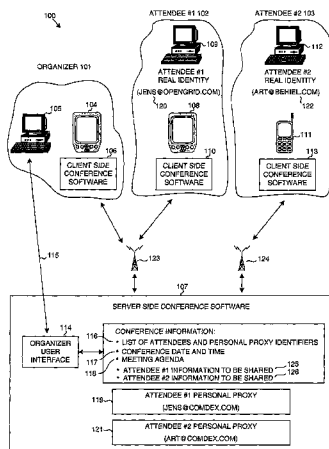 100
ORGANIZER 101
105
104
CLIENT SIDE
CONFERENCE
SOFTWARE
106
ATTENDEE #1 102
109
ATTENDEE #1
REAL IDENTITY
(JENS@OPENGRID.COM)
120
108
CLIENT SIDE
CONFERENCE
SOFTWARE
110
ATTENDEE #2 103
112
ATTENDEE #2
REAL IDENTITY
(ART@BEHIEL.COM)
122
111
CLIENT SIDE
CONFERENCE
SOFTWARE
113
115
123
124
107
SERVER SIDE CONFERENCE SOFTWARE
114
ORGANIZER
USER
INTERFACE
CONFERENCE INFORMATION:
116 • LIST OF ATTENDEES AND PERSONAL PROXY IDENTIFIERS
117 • CONFERENCE DATE AND TIME
118 • MEETING AGENDA
• ATTENDEE #1 INFORMATION TO BE SHARED 125
• ATTENDEE #2 INFORMATION TO BE SHARED 126
119
ATTENDEE #1 PERSONAL PROXY
(JENS@COMDEX.COM)
121
ATTENDEE #2 PERSONAL PROXY
(ART@COMDEX.COM)